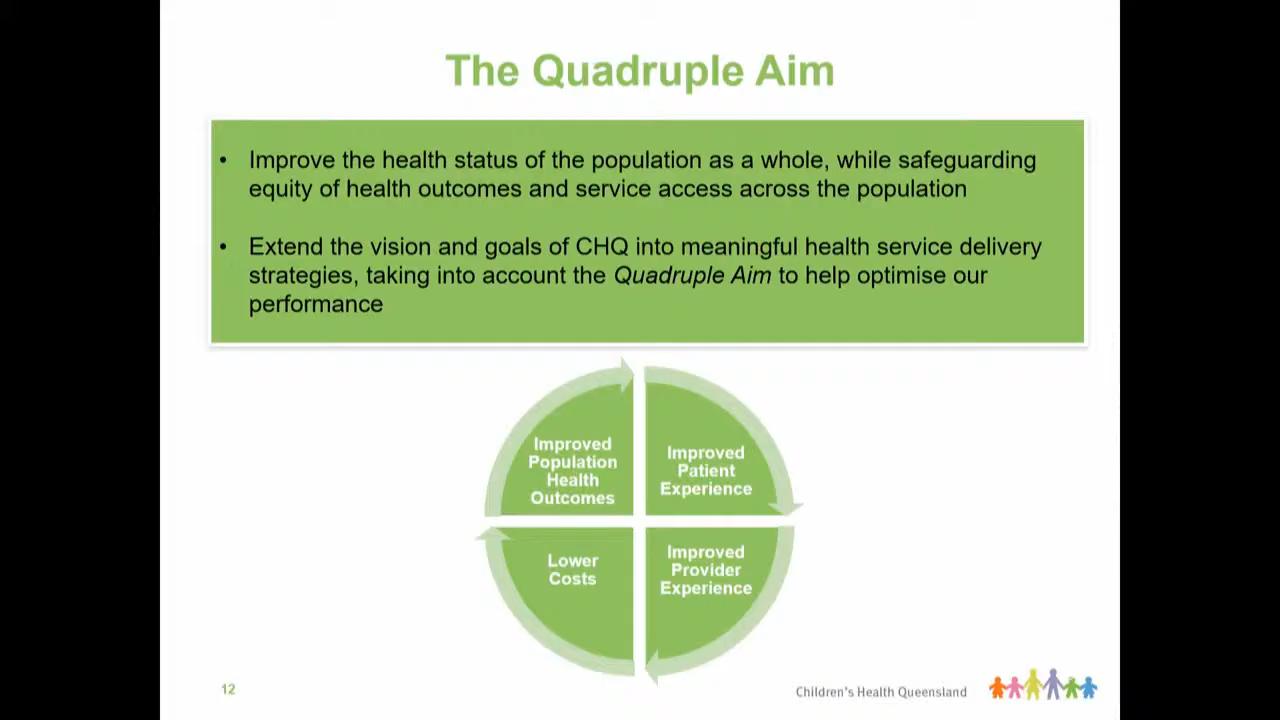 The Quadruple Aim
• Improve the health status of the population as a whole, while safeguarding
equity of health outcomes and service access across the population
• Extend the vision and goals of CHQ into meaningful health service delivery
strategies, taking into account the Quadruple Aim to help optimise our
performance
Improved
Population
Health
Outcomes
Improved
Patient
Experience
Lower
Costs
Improved
Provider
Experience
12
Children's Health Queensland